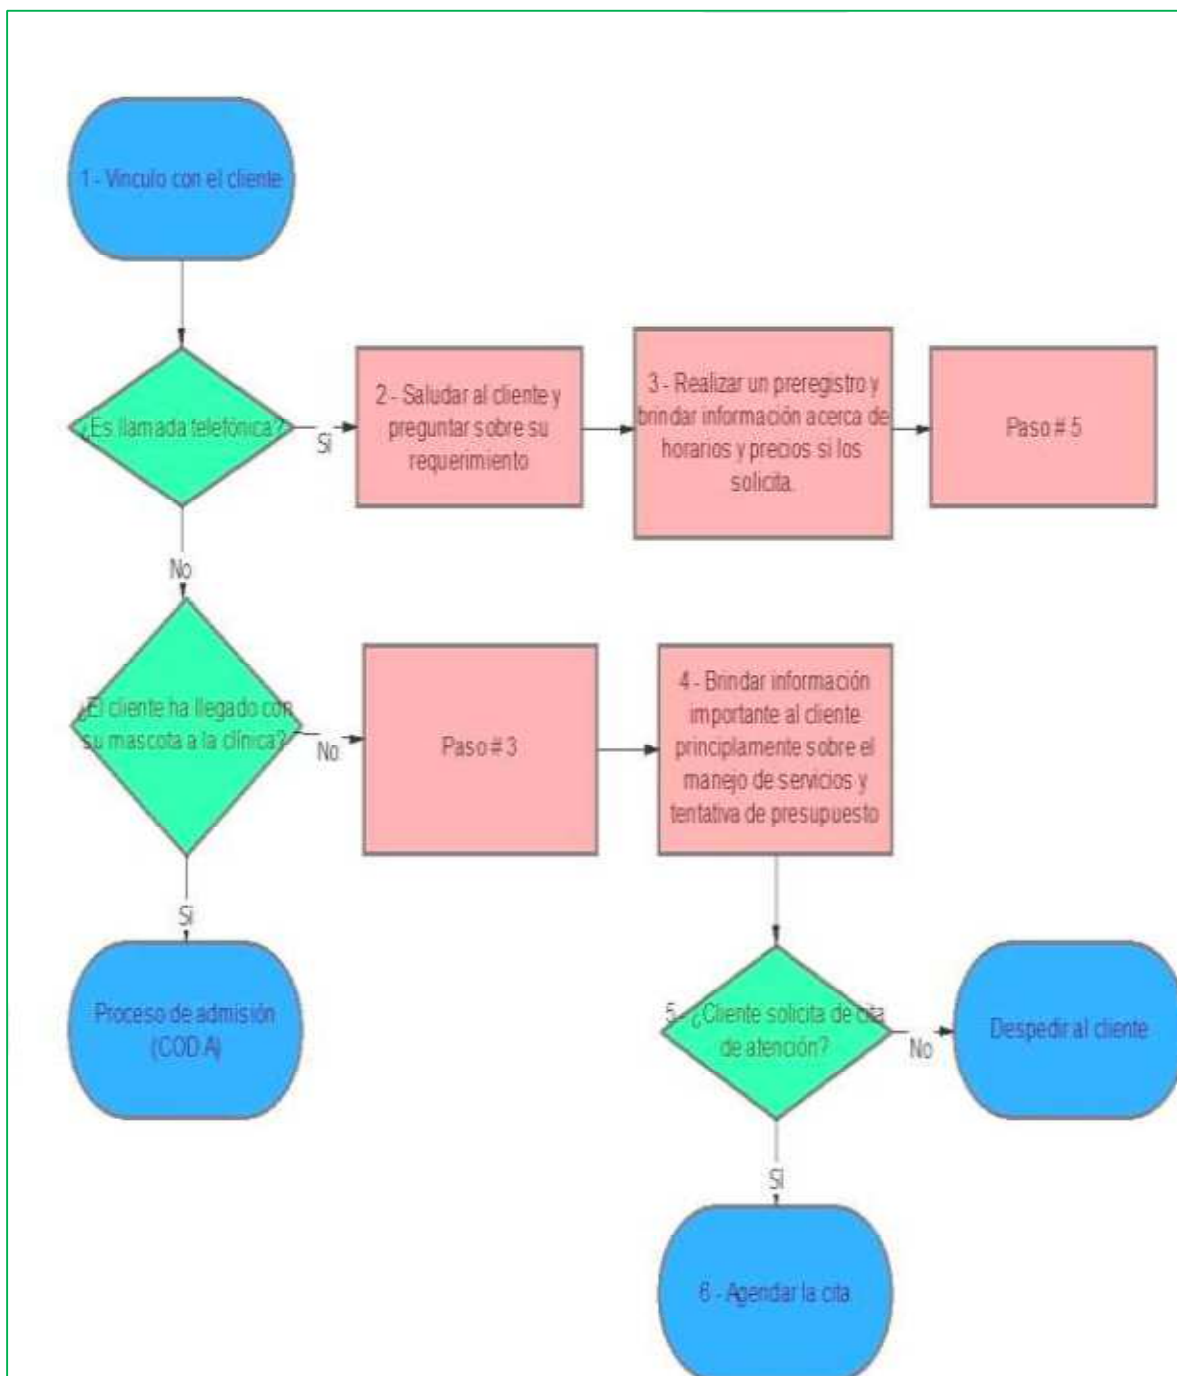 1 - Vinculo con el cliente
¿Es llamada telefónica?
Si
2 - Saludar al cliente y
preguntar sobre su
requerimiento
3 - Realizar un preregistro y
brindar información acerca de
horarios y precios si los
solicita.
Paso # 5
No
¿El cliente ha llegado con
su mascota a la clínica?
No
Paso # 3
4 - Brindar información
importante al cliente
principlamente sobre el
manejo de servicios y
tentativa de presupuesto
Si
Proceso de admisión
(COD A)
5 - ¿Cliente solicita de cita
de atención?
No
Despedir al cliente
Si
6 - Agendar la cita